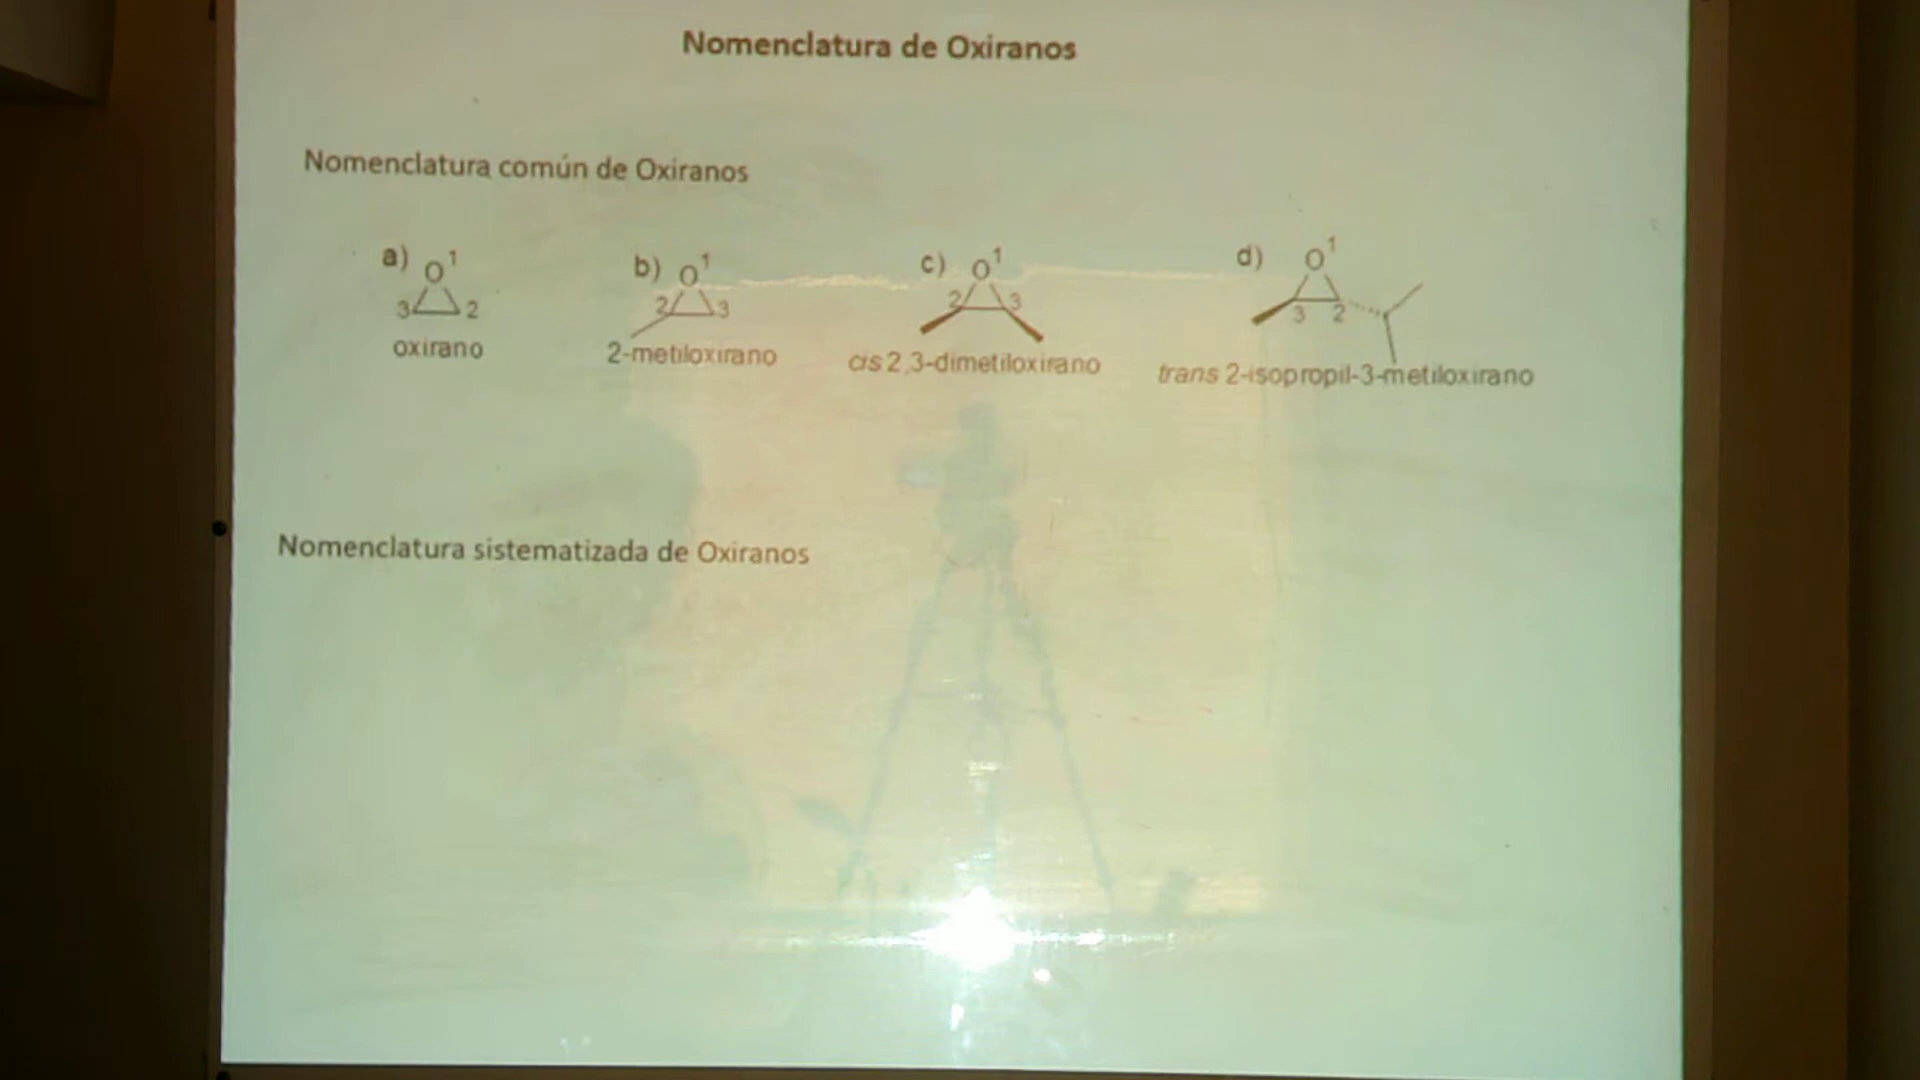 Nomenclatura de Oxiranos
Nomenclatura común de Oxiranos
a) O 1 3 2
b) O 1 2 3
c) O 1 2 3
d) O 1 3 2
oxirano
2-metiloxirano
cis 2,3-dimetiloxirano
trans 2-isopropil-3-metiloxirano
Nomenclatura sistematizada de Oxiranos